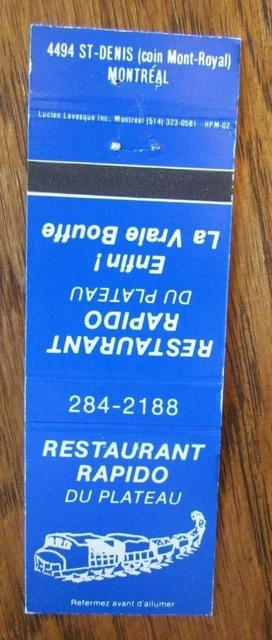 4494 ST-DENIS (coin Mont-Royal)
MONTRÉAL
Lucien Levesque Inc. Montreal (514) 323-0581 - HPM-02
RESTAURANT
RAPIDO
DU PLATEAU
Enfin !
La Vraie Bouffe
284-2188
RESTAURANT
RAPIDO
DU PLATEAU
Refermez avant d'allumer